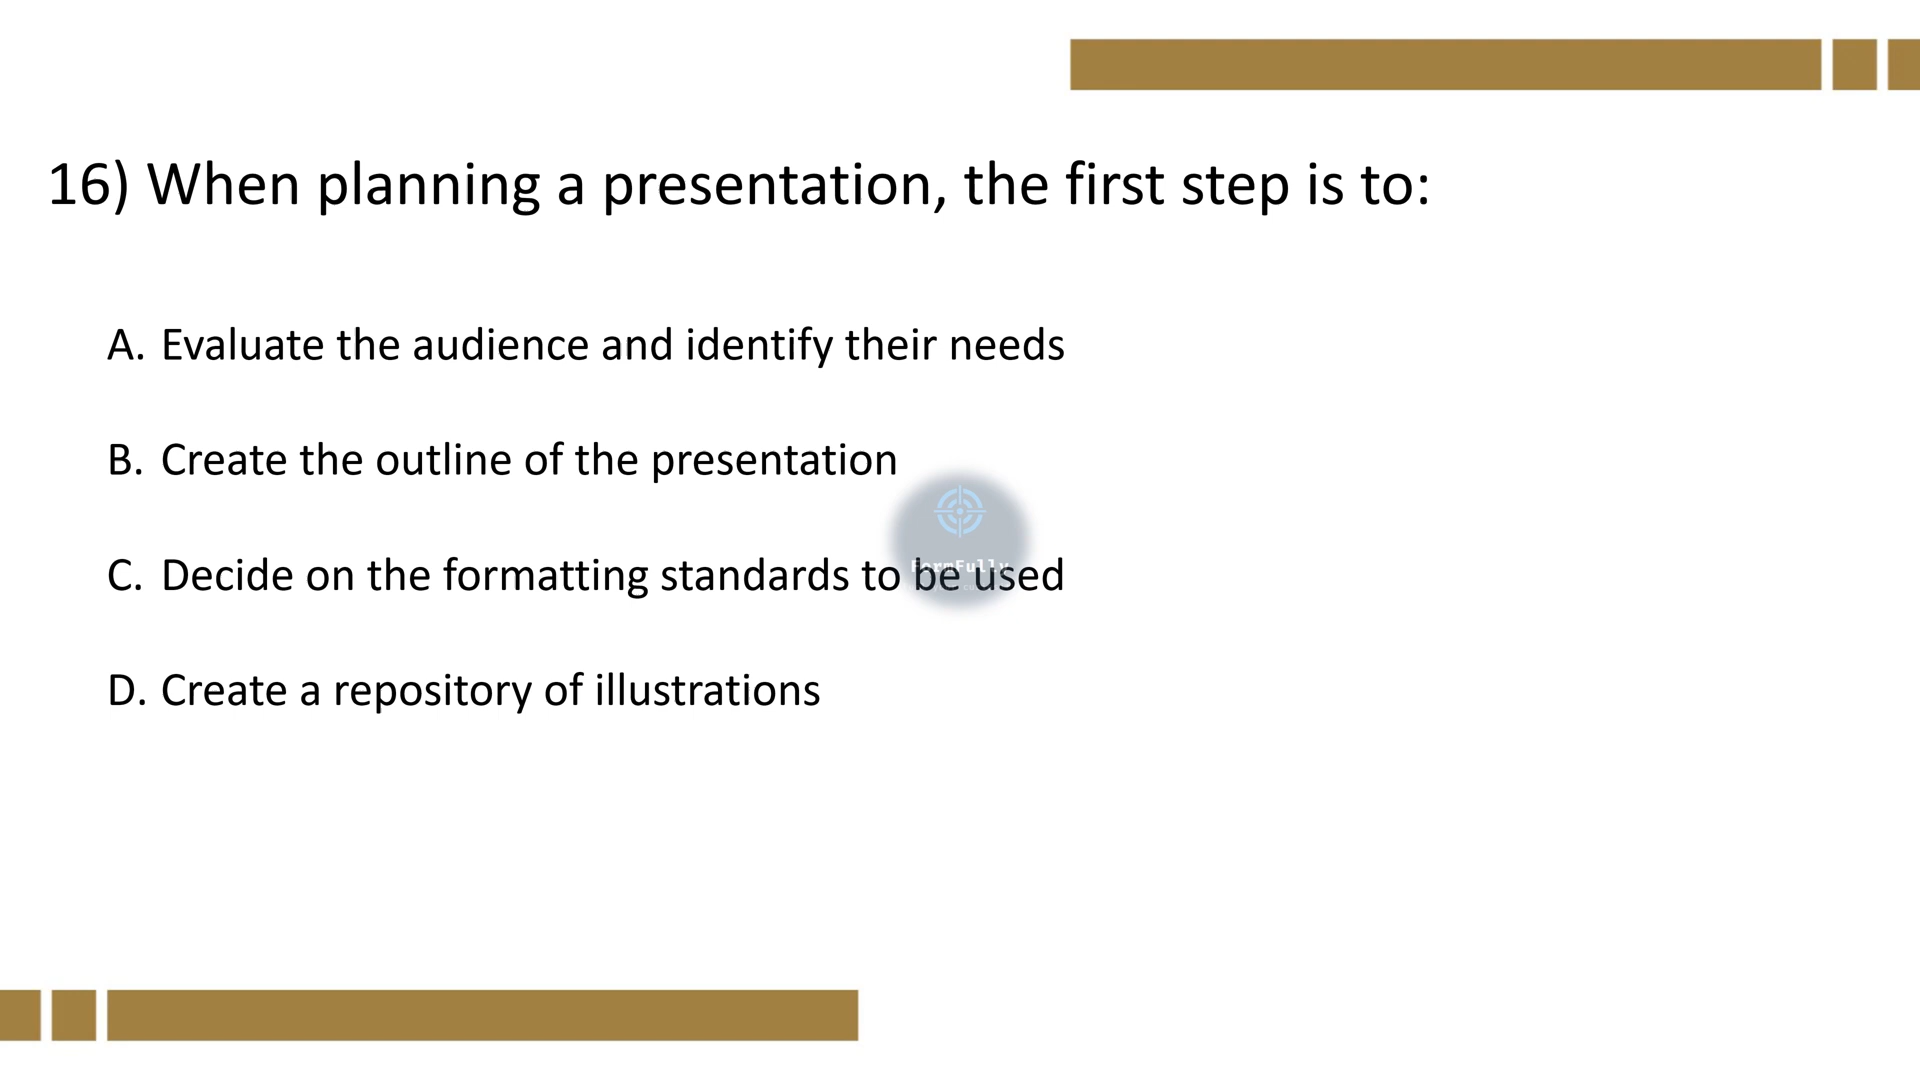 16) When planning a presentation, the first step is to:
A. Evaluate the audience and identify their needs
B. Create the outline of the presentation
C. Decide on the formatting standards to be used
FormFully
D. Create a repository of illustrations